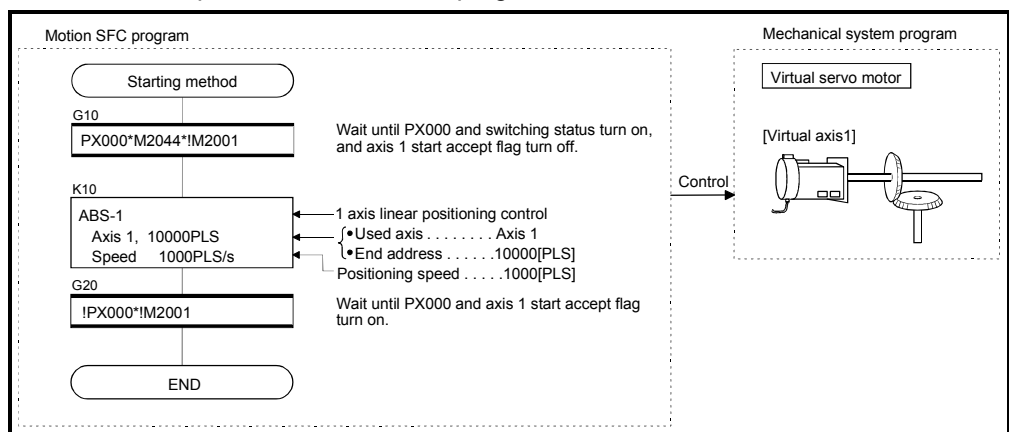 Motion SFC program
Starting method
G10
PX000*M2044*!M2001
Wait until PX000 and switching status turn on,
and axis 1 start accept flag turn off.
K10
ABS-1
Axis 1, 10000PLS
Speed 1000PLS/s
1 axis linear positioning control
•Used axis . . . . . . . . Axis 1
•End address . . . . . .10000[PLS]
Positioning speed . . . . .1000[PLS]
G20
!PX000*!M2001
Wait until PX000 and axis 1 start accept flag
turn on.
END
Control
Mechanical system program
Virtual servo motor
[Virtual axis1]